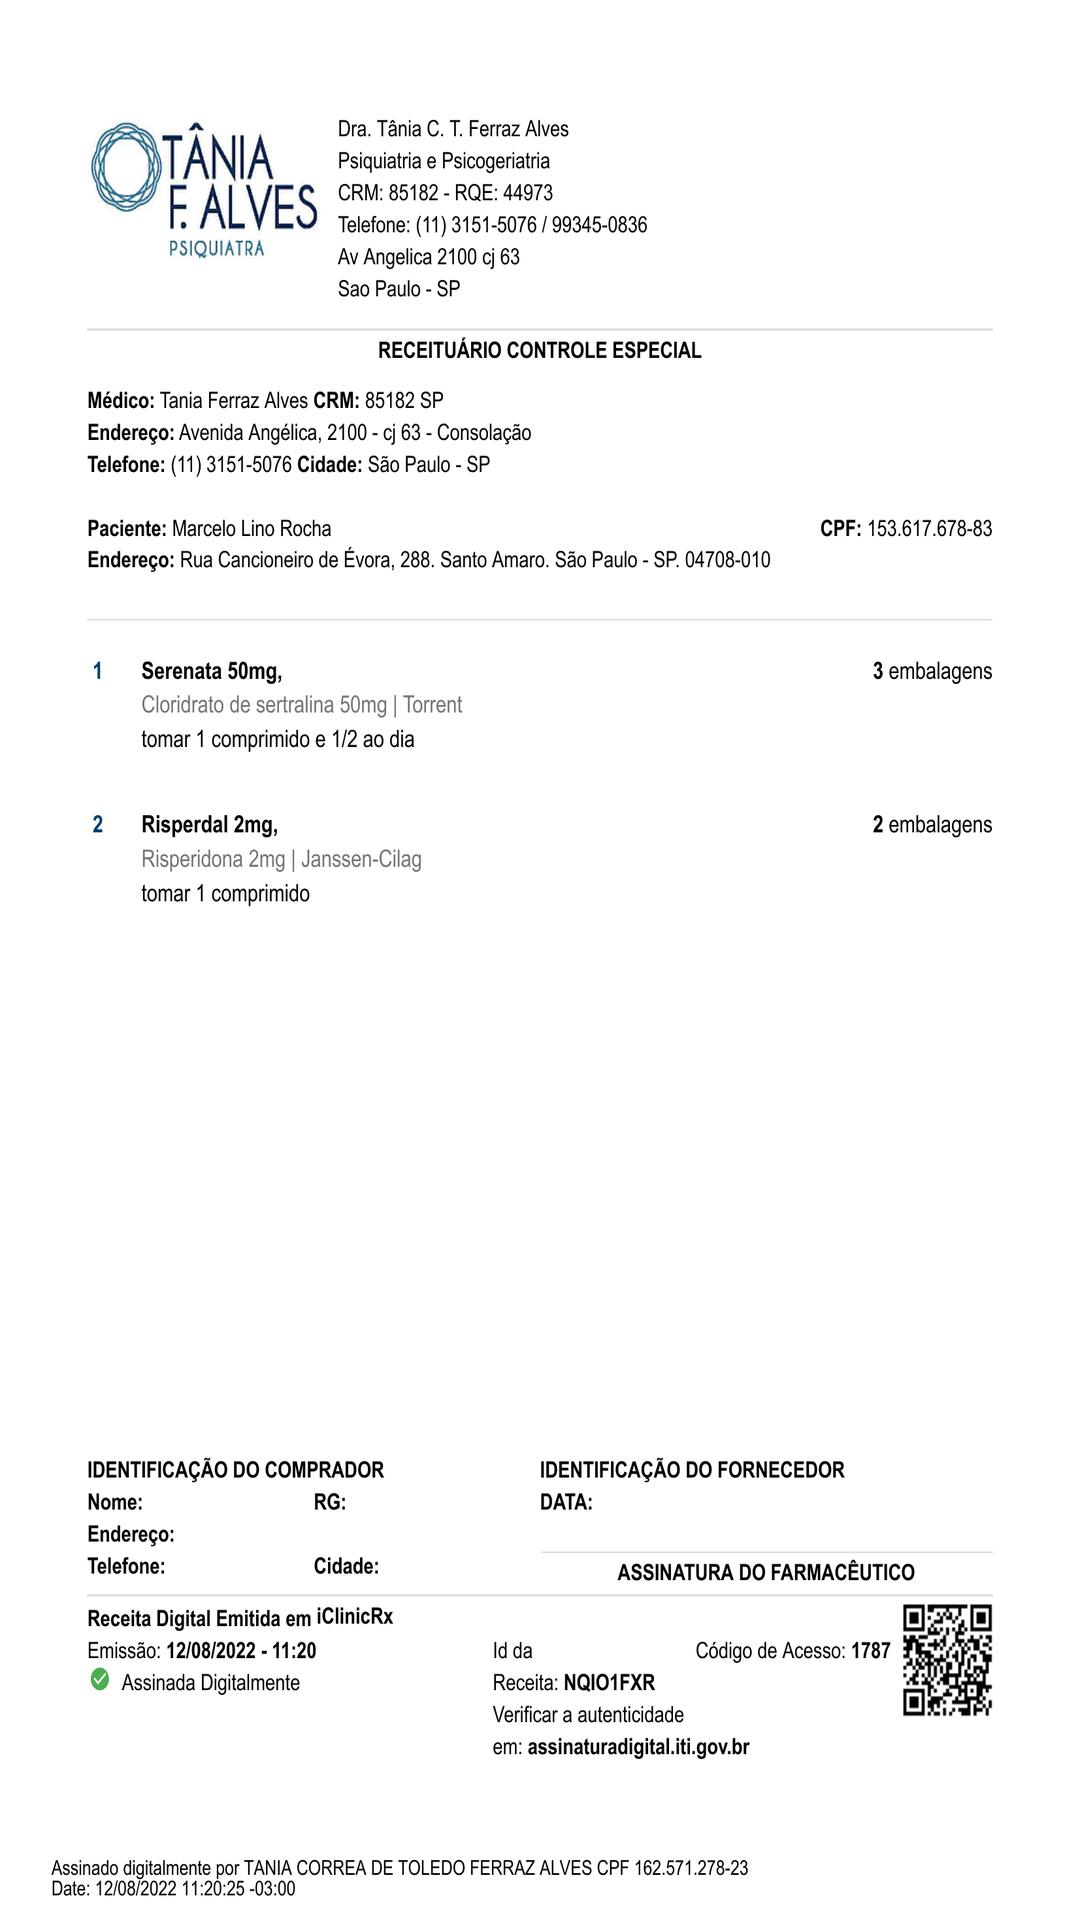 TÂNIA
F. ALVES
PSIQUIATRA
Dra. Tânia C. T. Ferraz Alves
Psiquiatria e Psicogeriatria
CRM: 85182 - RQE: 44973
Telefone: (11) 3151-5076 / 99345-0836
Av Angelica 2100 cj 63
Sao Paulo - SP
RECEITUÁRIO CONTROLE ESPECIAL
Médico: Tania Ferraz Alves CRM: 85182 SP
Endereço: Avenida Angélica, 2100 - cj 63 - Consolação
Telefone: (11) 3151-5076 Cidade: São Paulo - SP
Paciente: Marcelo Lino Rocha CPF: 153.617.678-83
Endereço: Rua Cancioneiro de Évora, 288. Santo Amaro. São Paulo - SP. 04708-010
1 Serenata 50mg, 3 embalagens
Cloridrato de sertralina 50mg | Torrent
tomar 1 comprimido e 1/2 ao dia
2 Risperdal 2mg, 2 embalagens
Risperidona 2mg | Janssen-Cilag
tomar 1 comprimido
IDENTIFICAÇÃO DO COMPRADOR
Nome: RG:
Endereço:
Telefone: Cidade:
IDENTIFICAÇÃO DO FORNECEDOR
DATA:
ASSINATURA DO FARMACÊUTICO
Receita Digital Emitida em iClinicRx
Emissão: 12/08/2022 - 11:20
Assinada Digitalmente
Id da
Receita: NQIO1FXR
Verificar a autenticidade
em: assinaturadigital.iti.gov.br
Código de Acesso: 1787
Assinado digitalmente por TANIA CORREA DE TOLEDO FERRAZ ALVES CPF 162.571.278-23
Date: 12/08/2022 11:20:25 -03:00